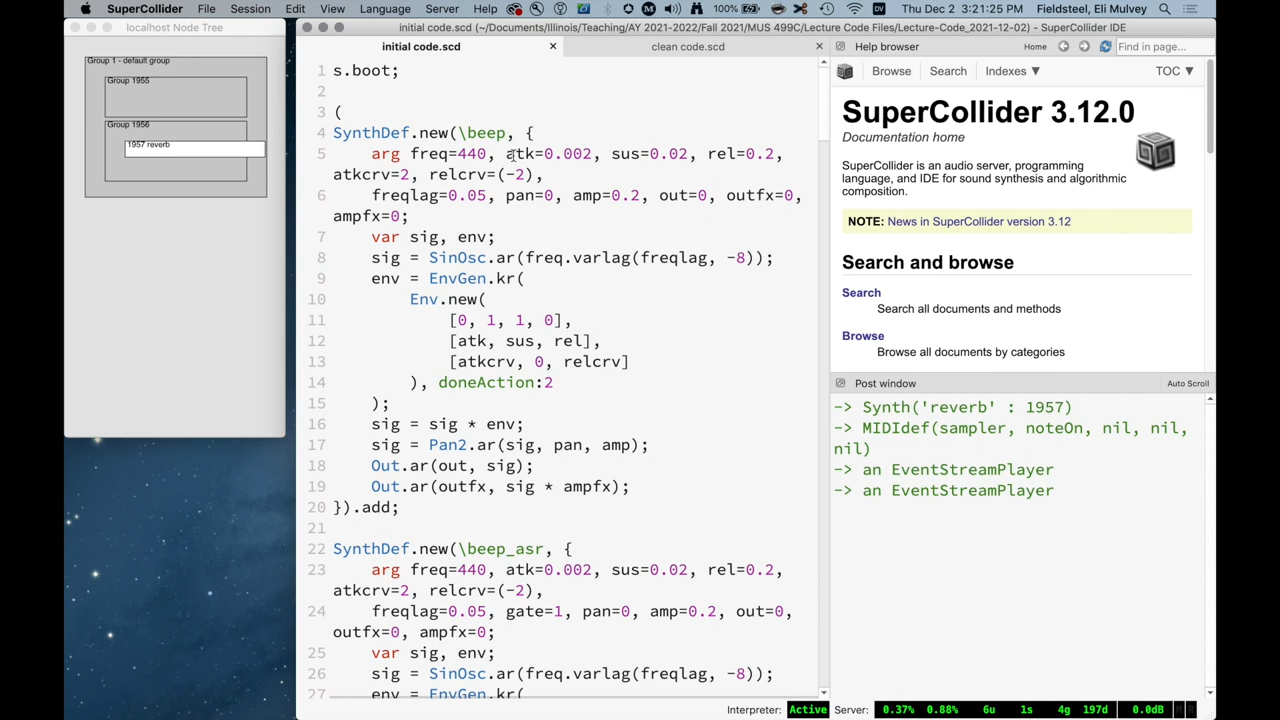 SuperCollider File Session Edit View Language Server Help 100% Thu Dec 2 3:21:25 PM Fieldsteel, Eli Mulvey
localhost Node Tree
Group 1 - default group
Group 1955
Group 1956
1957 reverb
initial code.scd (~/Documents/Illinois/Teaching/AY 2021-2022/Fall 2021/MUS 499C/Lecture Code Files/Lecture-Code_2021-12-02) - SuperCollider IDE
initial code.scd
clean code.scd
1 s.boot;
2
3 (
4 SynthDef.new(\beep, {
5 arg freq=440, atk=0.002, sus=0.02, rel=0.2,
atkcrv=2, relcrv=(-2),
6 freqlag=0.05, pan=0, amp=0.2, out=0, outfx=0,
ampfx=0;
7 var sig, env;
8 sig = SinOsc.ar(freq.varlag(freqlag, -8));
9 env = EnvGen.kr(
10 Env.new(
11 [0, 1, 1, 0],
12 [atk, sus, rel],
13 [atkcrv, 0, relcrv]
14 ), doneAction:2
15 );
16 sig = sig * env;
17 sig = Pan2.ar(sig, pan, amp);
18 Out.ar(out, sig);
19 Out.ar(outfx, sig * ampfx);
20 }).add;
21
22 SynthDef.new(\beep_asr, {
23 arg freq=440, atk=0.002, sus=0.02, rel=0.2,
atkcrv=2, relcrv=(-2),
24 freqlag=0.05, gate=1, pan=0, amp=0.2, out=0,
outfx=0, ampfx=0;
25 var sig, env;
26 sig = SinOsc.ar(freq.varlag(freqlag, -8));
27 env = EnvGen.kr(
Help browser Home Find in page...
Browse Search Indexes ▼ TOC ▼
SuperCollider 3.12.0
Documentation home
SuperCollider is an audio server, programming
language, and IDE for sound synthesis and algorithmic
composition.
NOTE: News in SuperCollider version 3.12
Search and browse
Search
Search all documents and methods
Browse
Browse all documents by categories
Post window Auto Scroll
-> Synth('reverb' : 1957)
-> MIDIdef(sampler, noteOn, nil, nil,
nil)
-> an EventStreamPlayer
-> an EventStreamPlayer
Interpreter: Active Server: 0.37% 0.88% 6u 1s 4g 197d 0.0dB M R